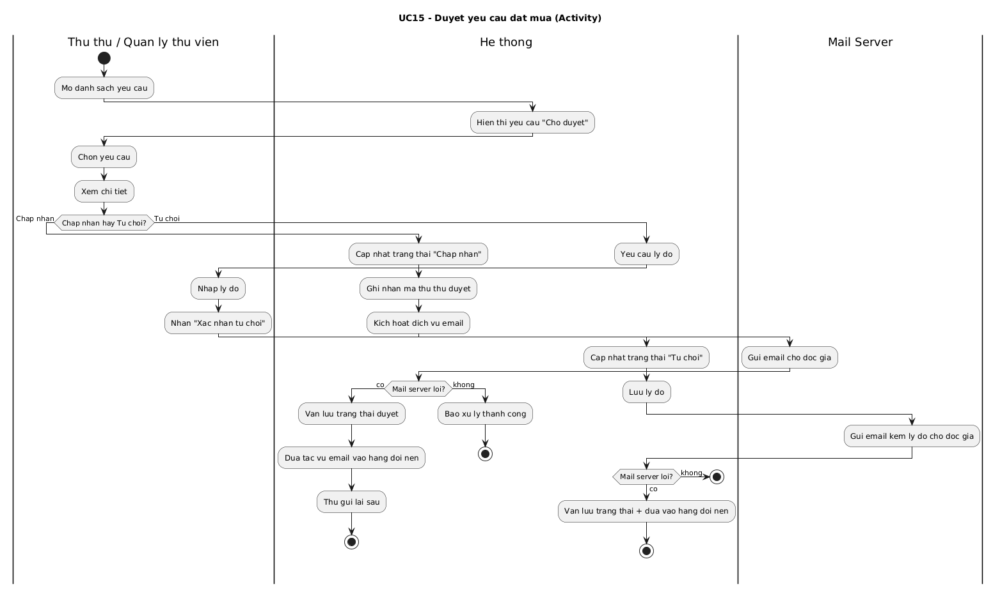 UC15 - Duyet yeu cau dat mua (Activity)
Thu thu / Quan ly thu vien
He thong
Mail Server
Mo danh sach yeu cau
Hien thi yeu cau "Cho duyet"
Chon yeu cau
Xem chi tiet
Chap nhan
Chap nhan hay Tu choi?
Tu choi
Cap nhat trang thai "Chap nhan"
Yeu cau ly do
Nhap ly do
Ghi nhan ma thu thu duyet
Nhan "Xac nhan tu choi"
Kich hoat dich vu email
Cap nhat trang thai "Tu choi"
Gui email cho doc gia
co
Mail server loi?
khong
Luu ly do
Van luu trang thai duyet
Bao xu ly thanh cong
Gui email kem ly do cho doc gia
Dua tac vu email vao hang doi nen
Mail server loi?
khong
co
Thu gui lai sau
Van luu trang thai + dua vao hang doi nen